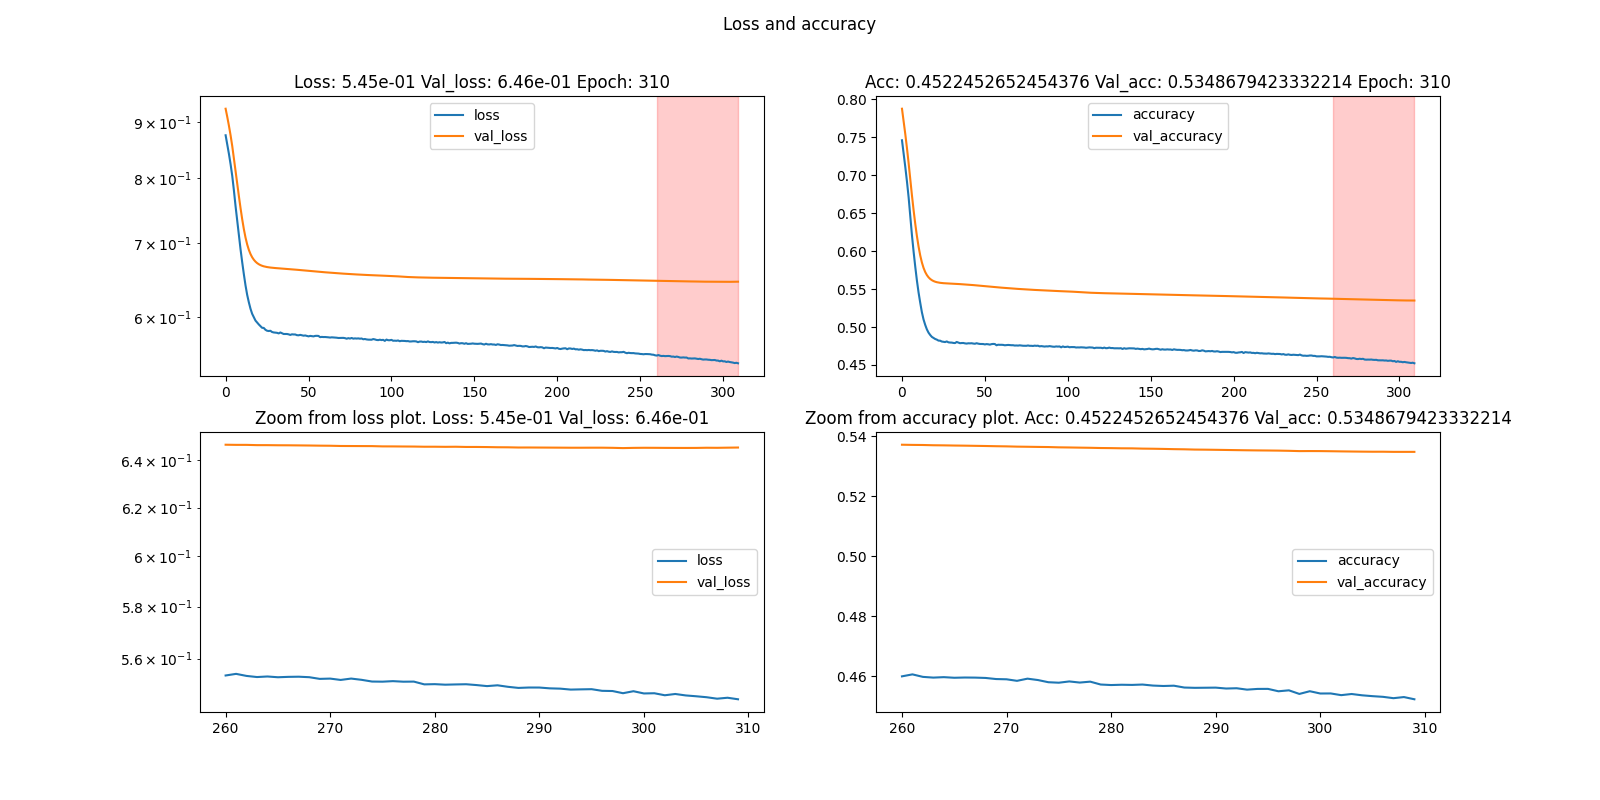 Loss and accuracy
Loss: 5.45e-01 Val_loss: 6.46e-01 Epoch: 310
9 × 10⁻¹
8 × 10⁻¹
7 × 10⁻¹
6 × 10⁻¹
loss
val_loss
0 50 100 150 200 250 300
Acc: 0.4522452652454376 Val_acc: 0.5348679423332214 Epoch: 310
0.80
0.75
0.70
0.65
0.60
0.55
0.50
0.45
accuracy
val_accuracy
0 50 100 150 200 250 300
Zoom from loss plot. Loss: 5.45e-01 Val_loss: 6.46e-01
6.4 × 10⁻¹
6.2 × 10⁻¹
6 × 10⁻¹
5.8 × 10⁻¹
5.6 × 10⁻¹
loss
val_loss
260 270 280 290 300 310
Zoom from accuracy plot. Acc: 0.4522452652454376 Val_acc: 0.5348679423332214
0.54
0.52
0.50
0.48
0.46
accuracy
val_accuracy
260 270 280 290 300 310